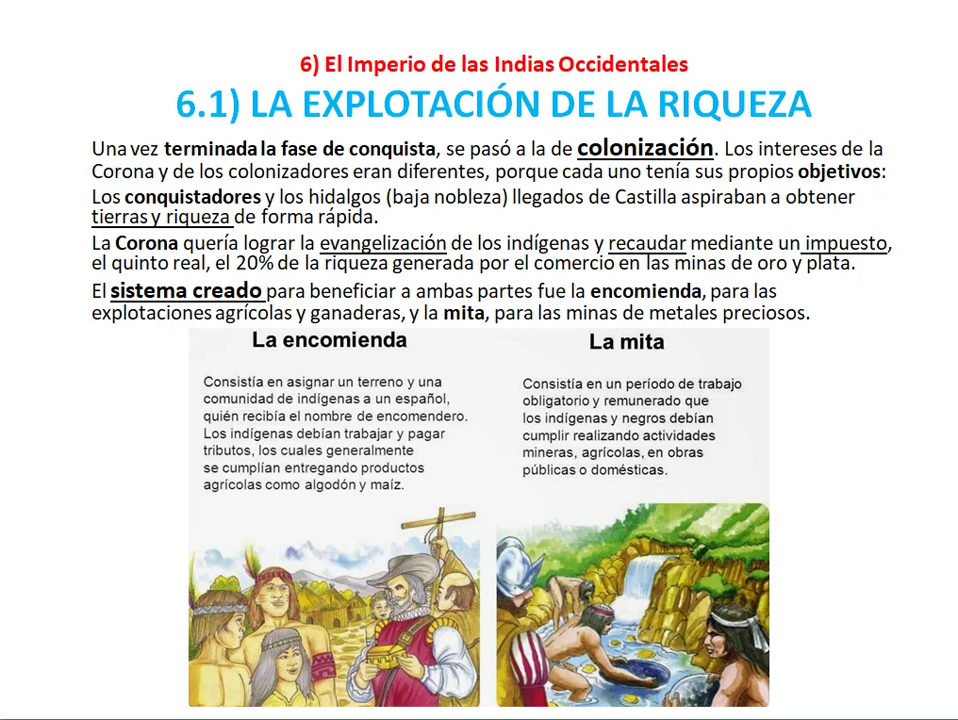 6) El Imperio de las Indias Occidentales
6.1) LA EXPLOTACIÓN DE LA RIQUEZA
Una vez terminada la fase de conquista, se pasó a la de colonización. Los intereses de la
Corona y de los colonizadores eran diferentes, porque cada uno tenía sus propios objetivos:
Los conquistadores y los hidalgos (baja nobleza) llegados de Castilla aspiraban a obtener
tierras y riqueza de forma rápida.
La Corona quería lograr la evangelización de los indígenas y recaudar mediante un impuesto,
el quinto real, el 20% de la riqueza generada por el comercio en las minas de oro y plata.
El sistema creado para beneficiar a ambas partes fue la encomienda, para las
explotaciones agrícolas y ganaderas, y la mita, para las minas de metales preciosos.
La encomienda
Consistía en asignar un terreno y una
comunidad de indígenas a un español,
quién recibía el nombre de encomendero.
Los indígenas debían trabajar y pagar
tributos, los cuales generalmente
se cumplían entregando productos
agrícolas como algodón y maíz.
La mita
Consistía en un período de trabajo
obligatorio y remunerado que
los indígenas y negros debían
cumplir realizando actividades
mineras, agrícolas, en obras
públicas o domésticas.